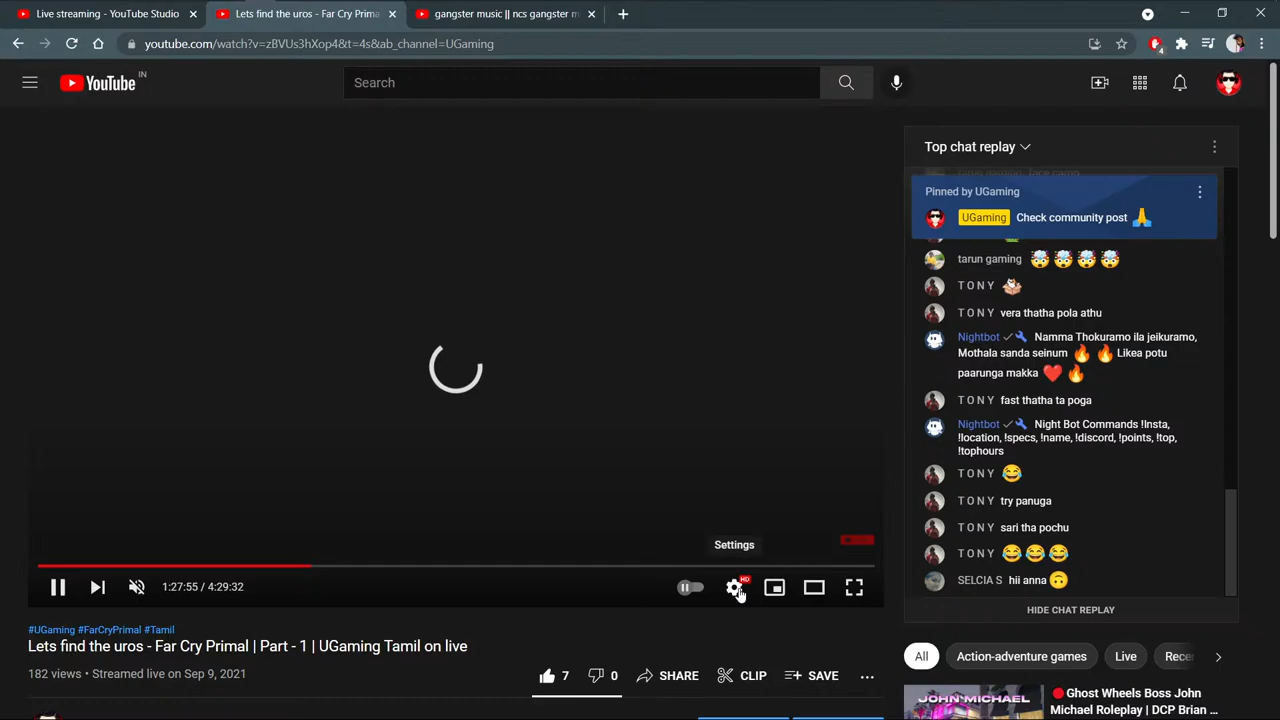 Live streaming - YouTube Studio
Lets find the uros - Far Cry Prima
gangster music || ncs gangster m
youtube.com/watch?v=zBVUs3hXop4&t=4s&ab_channel=UGaming
4
YouTube IN
Search
Top chat replay
Pinned by UGaming
UGaming Check community post 🙏
tarun gaming 🤯 🤯 🤯 🤯
T O N Y
T O N Y vera thatha pola athu
Nightbot Namma Thokuramo ila jeikuramo,
Mothala sanda seinum 🔥 🔥 Likea potu
paarunga makka ❤️ 🔥
T O N Y fast thatha ta poga
Nightbot Night Bot Commands !Insta,
!location, !specs, !name, !discord, !points, !top,
!tophours
T O N Y 😂
T O N Y try panuga
T O N Y sari tha pochu
T O N Y 😂 😂 😂
SELCIA S hii anna 🙃
HIDE CHAT REPLAY
Settings
HD
1:27:55 / 4:29:32
#UGaming #FarCryPrimal #Tamil
Lets find the uros - Far Cry Primal | Part - 1 | UGaming Tamil on live
182 views • Streamed live on Sep 9, 2021
7 0 SHARE CLIP SAVE
All Action-adventure games Live Rece
JOHN MICHAEL
🔴Ghost Wheels Boss John
Michael Roleplay | DCP Brian ...